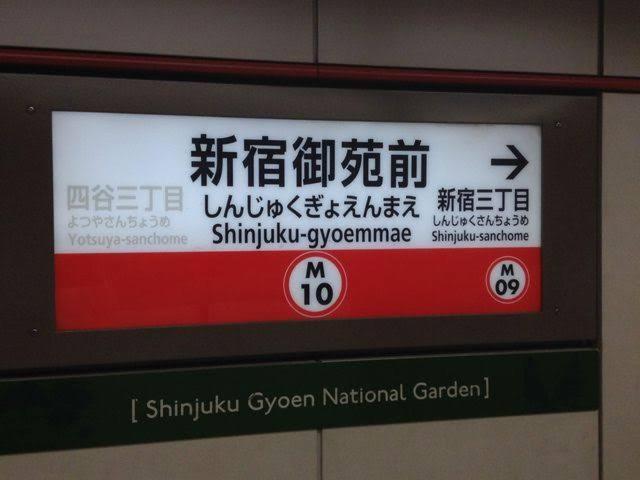 四谷三丁目
よつやさんちょうめ
Yotsuya-sanchome
新宿御苑前
しんじゅくぎょえんまえ
Shinjuku-gyoemmae
M
10
→
新宿三丁目
しんじゅくさんちょうめ
Shinjuku-sanchome
M
09
[ Shinjuku Gyoen National Garden]